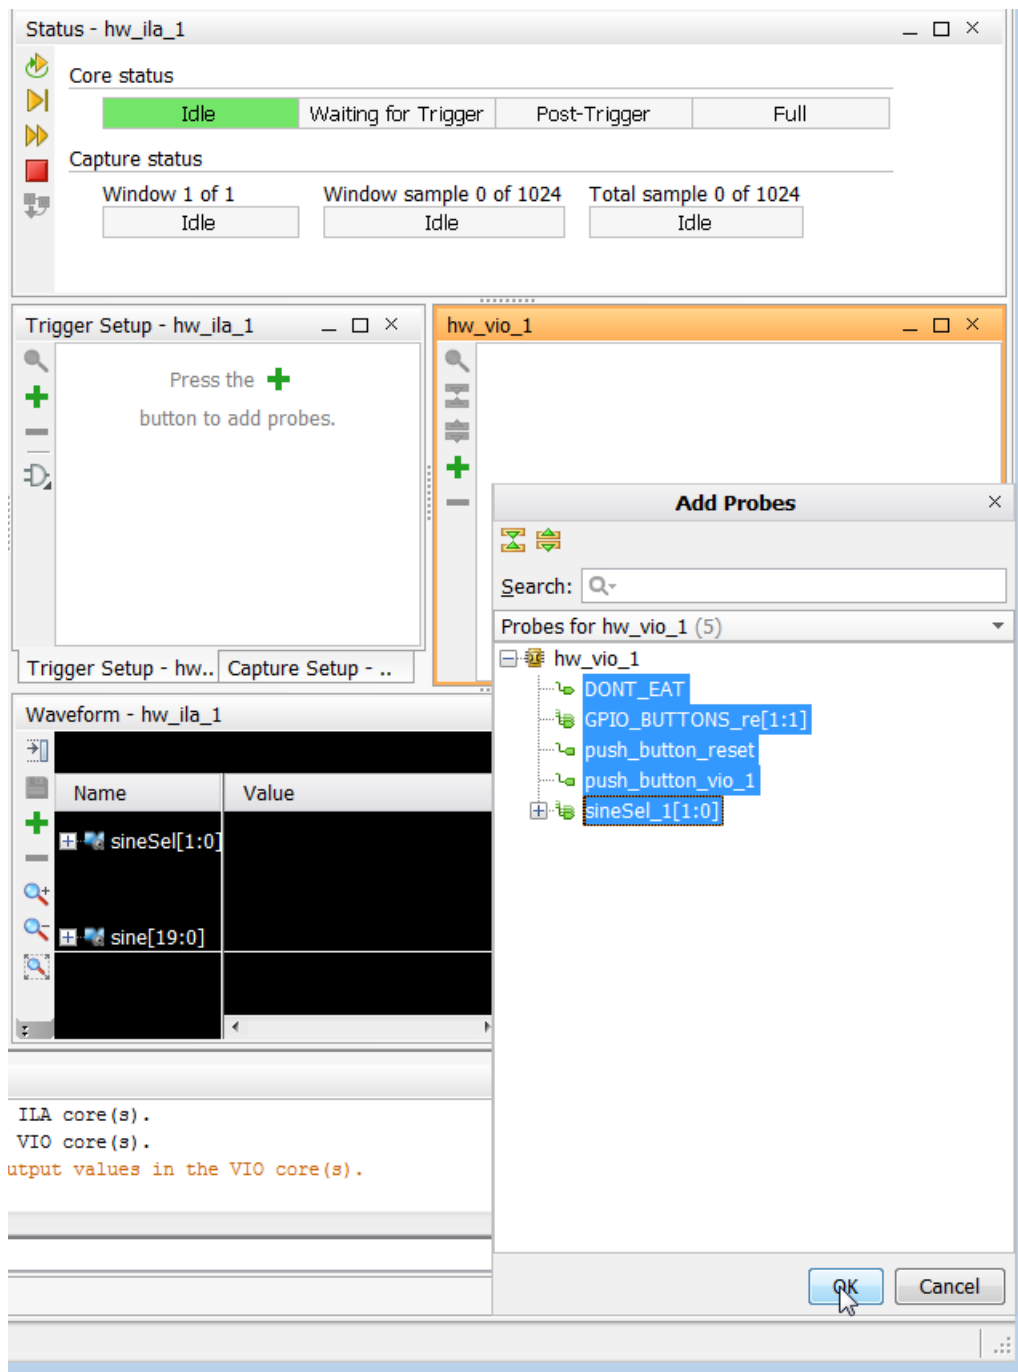 Status - hw_ila_1
Core status
Idle
Waiting for Trigger
Post-Trigger
Full
Capture status
Window 1 of 1
Window sample 0 of 1024
Total sample 0 of 1024
Idle
Idle
Idle
Trigger Setup - hw_ila_1
Press the
button to add probes.
Trigger Setup - hw..
Capture Setup - ..
hw_vio_1
Add Probes
Search:
Probes for hw_vio_1 (5)
hw_vio_1
DONT_EAT
GPIO_BUTTONS_re[1:1]
push_button_reset
push_button_vio_1
sineSel_1[1:0]
OK
Cancel
Waveform - hw_ila_1
Name
Value
sineSel[1:0]
sine[19:0]
ILA core(s).
VIO core(s).
utput values in the VIO core(s).